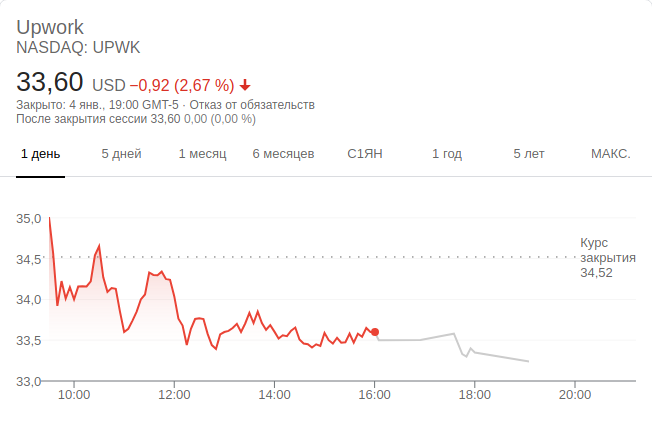 Upwork
NASDAQ: UPWK
33,60 USD −0,92 (2,67 %)
Закрыто: 4 янв., 19:00 GMT-5 · Отказ от обязательств
После закрытия сессии 33,60 0,00 (0,00 %)
1 день 5 дней 1 месяц 6 месяцев С1ЯН 1 год 5 лет МАКС.
35,0
Курс
34,5 закрытия
34,52
34,0
33,5
33,0
10:00 12:00 14:00 16:00 18:00 20:00